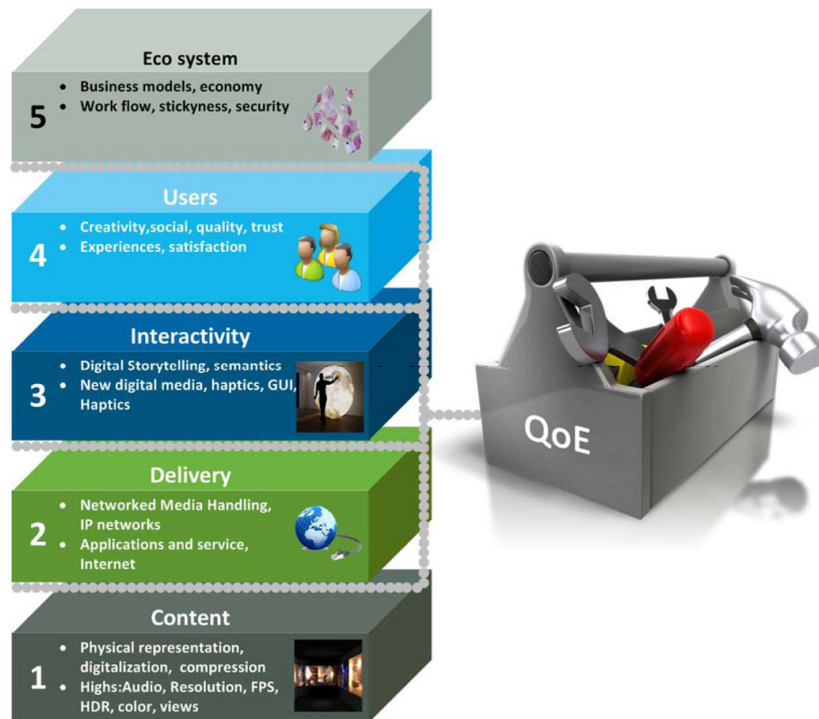 Eco system
• Business models, economy
• Work flow, stickyness, security
5
Users
• Creativity,social, quality, trust
• Experiences, satisfaction
4
Interactivity
• Digital Storytelling, semantics
• New digital media, haptics, GUI,
Haptics
3
Delivery
• Networked Media Handling,
IP networks
• Applications and service,
Internet
2
Content
• Physical representation,
digitalization, compression
• Highs:Audio, Resolution, FPS,
HDR, color, views
1
QoE